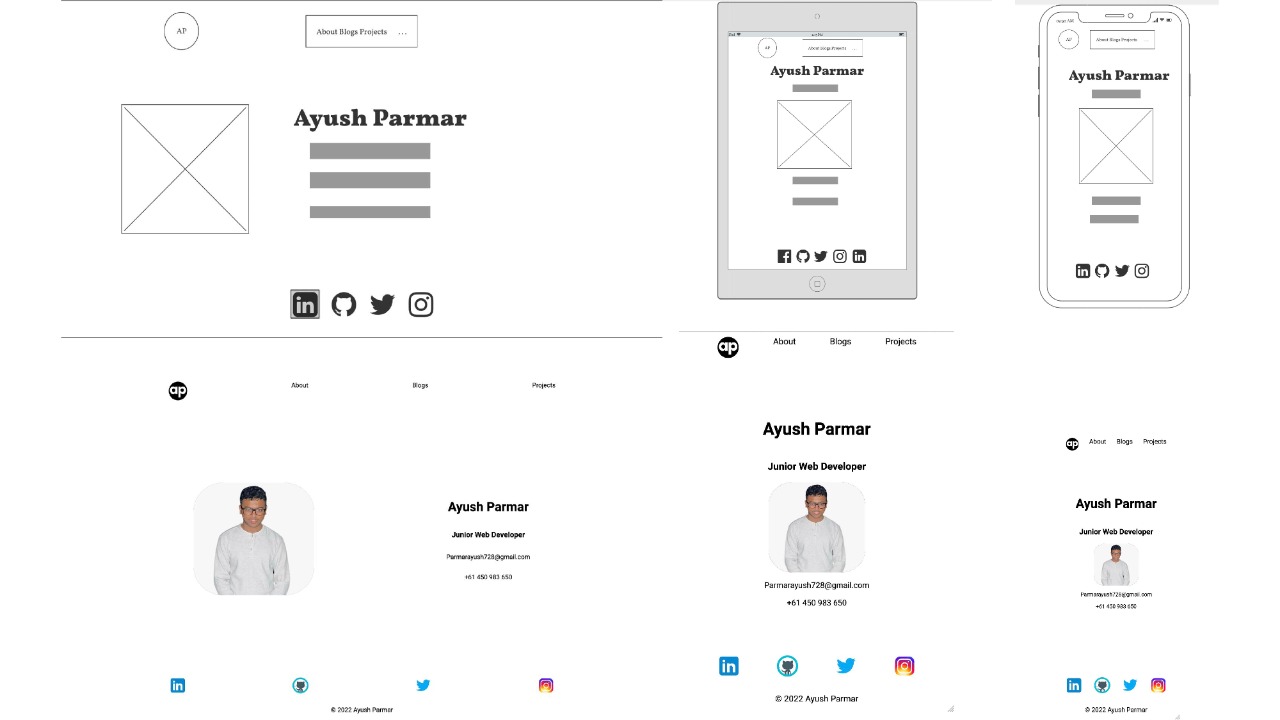 AP
About Blogs Projects ...
Ayush Parmar
AP
About Blogs Projects ...
Ayush Parmar
AP
About Blogs Projects ...
Ayush Parmar
ap
About
Blogs
Projects
Ayush Parmar
Junior Web Developer
Parmarayush728@gmail.com
+61 450 983 650
© 2022 Ayush Parmar
ap
About
Blogs
Projects
Ayush Parmar
Junior Web Developer
Parmarayush728@gmail.com
+61 450 983 650
© 2022 Ayush Parmar
ap
About
Blogs
Projects
Ayush Parmar
Junior Web Developer
Parmarayush728@gmail.com
+61 450 983 650
© 2022 Ayush Parmar